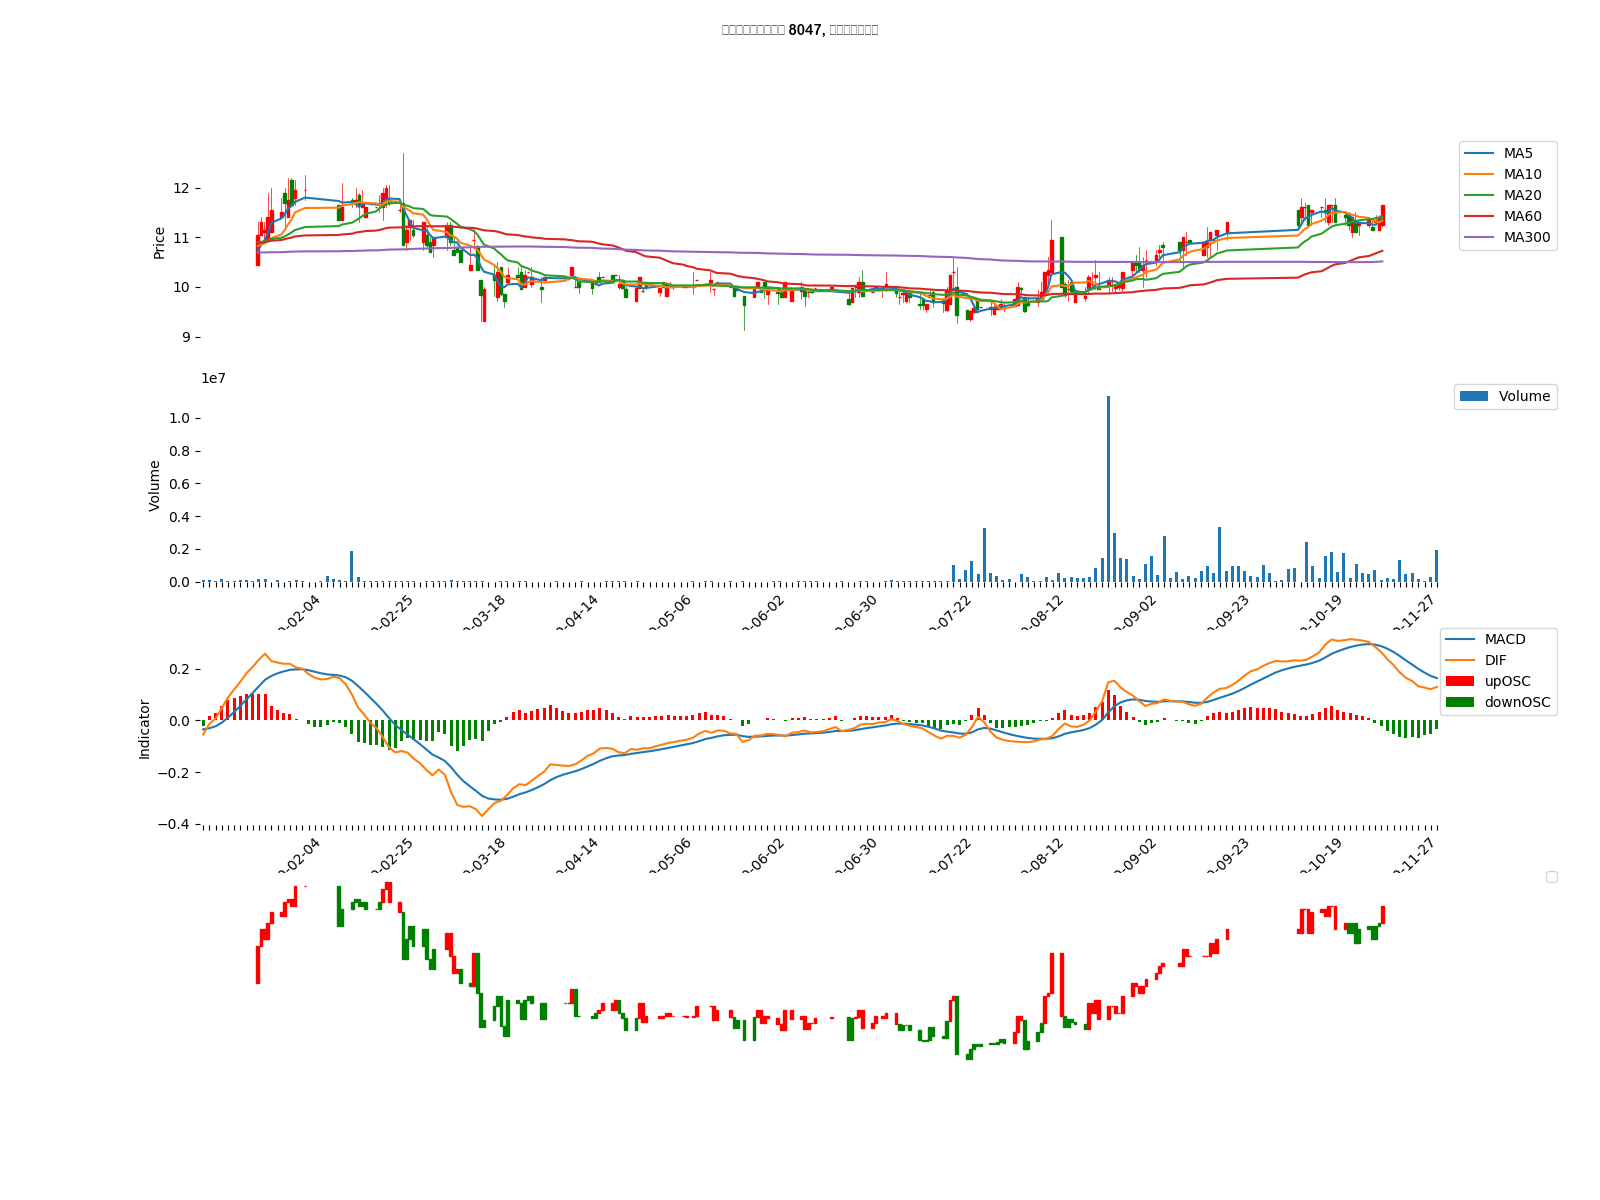 8047,
12
11
10
9
Price
MA5
MA10
MA20
MA60
MA300
1e7
1.0
0.8
0.6
0.4
0.2
0.0
Volume
Volume
-02-04
-02-25
-03-18
-04-14
-05-06
-06-02
-06-30
-07-22
-08-12
-09-02
-09-23
-10-19
-11-27
0.2
0.0
−0.2
−0.4
Indicator
MACD
DIF
upOSC
downOSC
-02-04
-02-25
-03-18
-04-14
-05-06
-06-02
-06-30
-07-22
-08-12
-09-02
-09-23
-10-19
-11-27